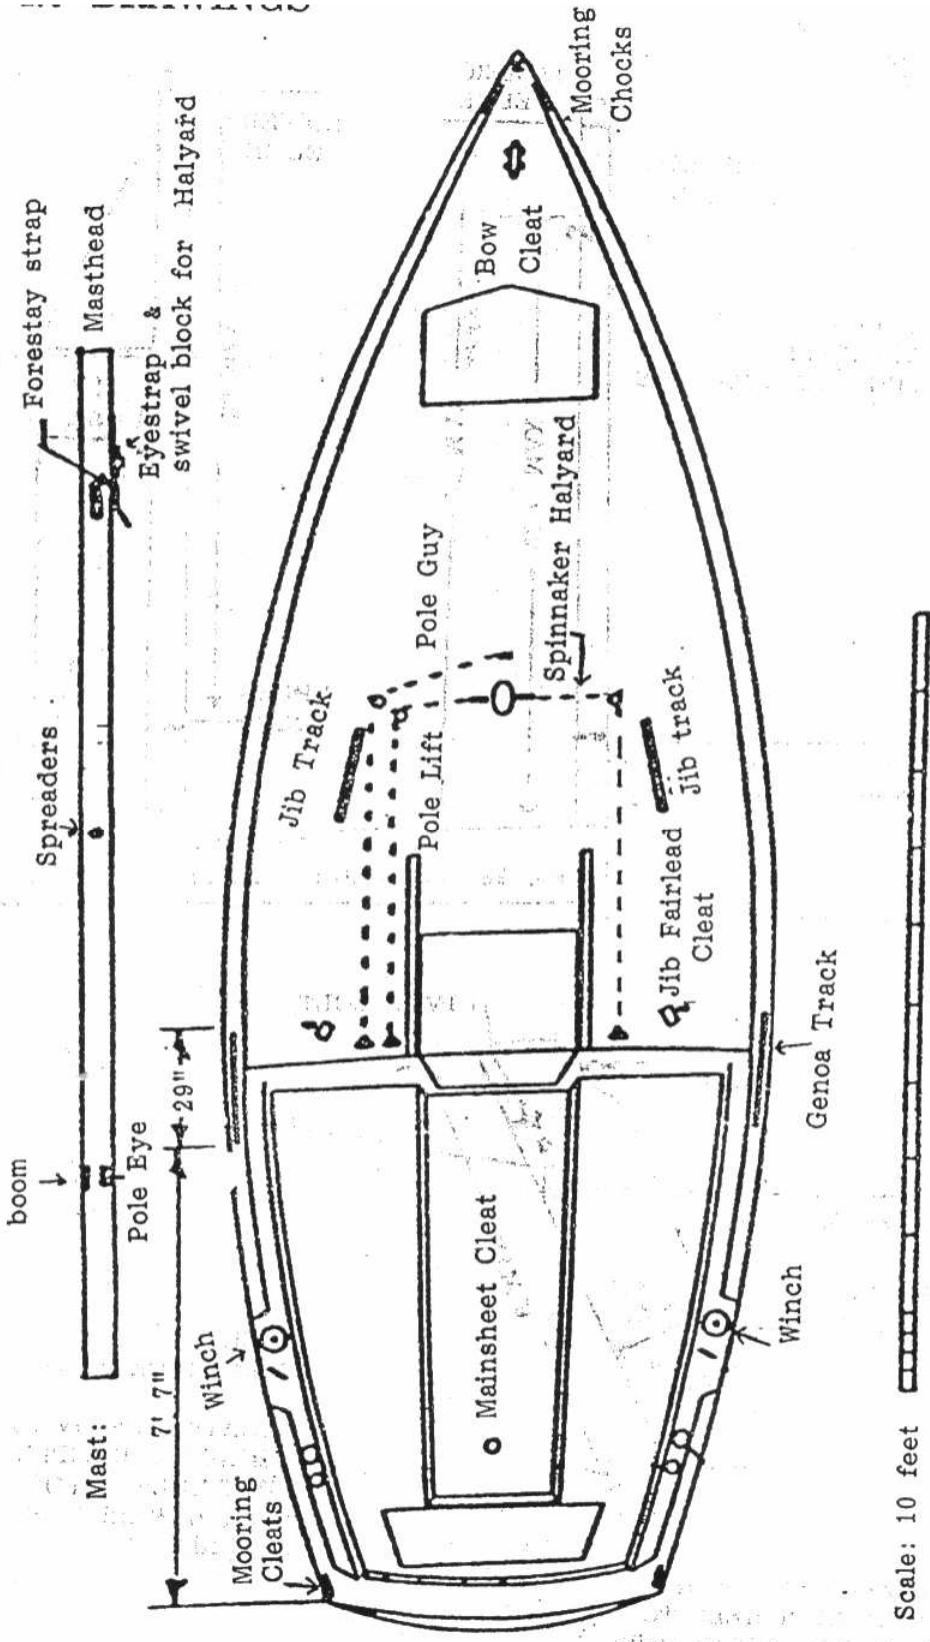 boom
Spreaders
Forestay strap
Mast:
Masthead
Pole Eye
Eyestrap &
swivel block for Halyard
7' 7"
29"
Winch
Mooring
Cleats
Jib Track
Pole Guy
Pole Lift
Bow
Cleat
Mainsheet Cleat
Spinnaker Halyard
Mooring
Chocks
Jib Fairlead
Cleat
Jib track
Winch
Genoa Track
Scale: 10 feet